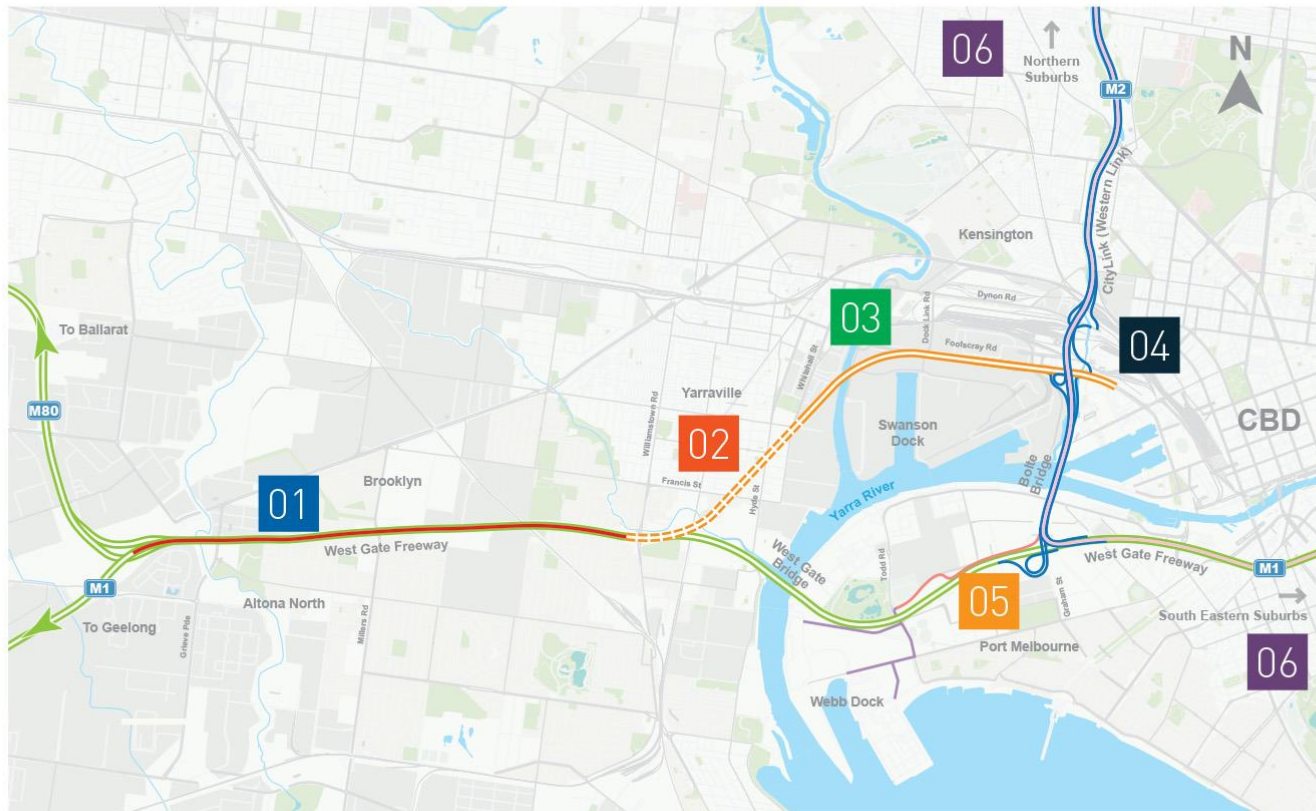 06
Northern
Suburbs
N
M2
CityLink (Western Link)
Kensington
Dynon Rd
Dock Link Rd
03
Footscray Rd
04
To Ballarat
Whitehall St
Yarraville
Williamstown Rd
M80
02
Swanson
Dock
CBD
Brooklyn
Francis St
Hyde St
Bolte
Bridge
01
Yarra River
West Gate Freeway
West Gate
Bridge
Todd Rd
West Gate Freeway
M1
M1
Altona North
05
Graham St
South Eastern Suburbs
To Geelong
Grieve Pde
Millers Rd
Port Melbourne
06
Webb Dock